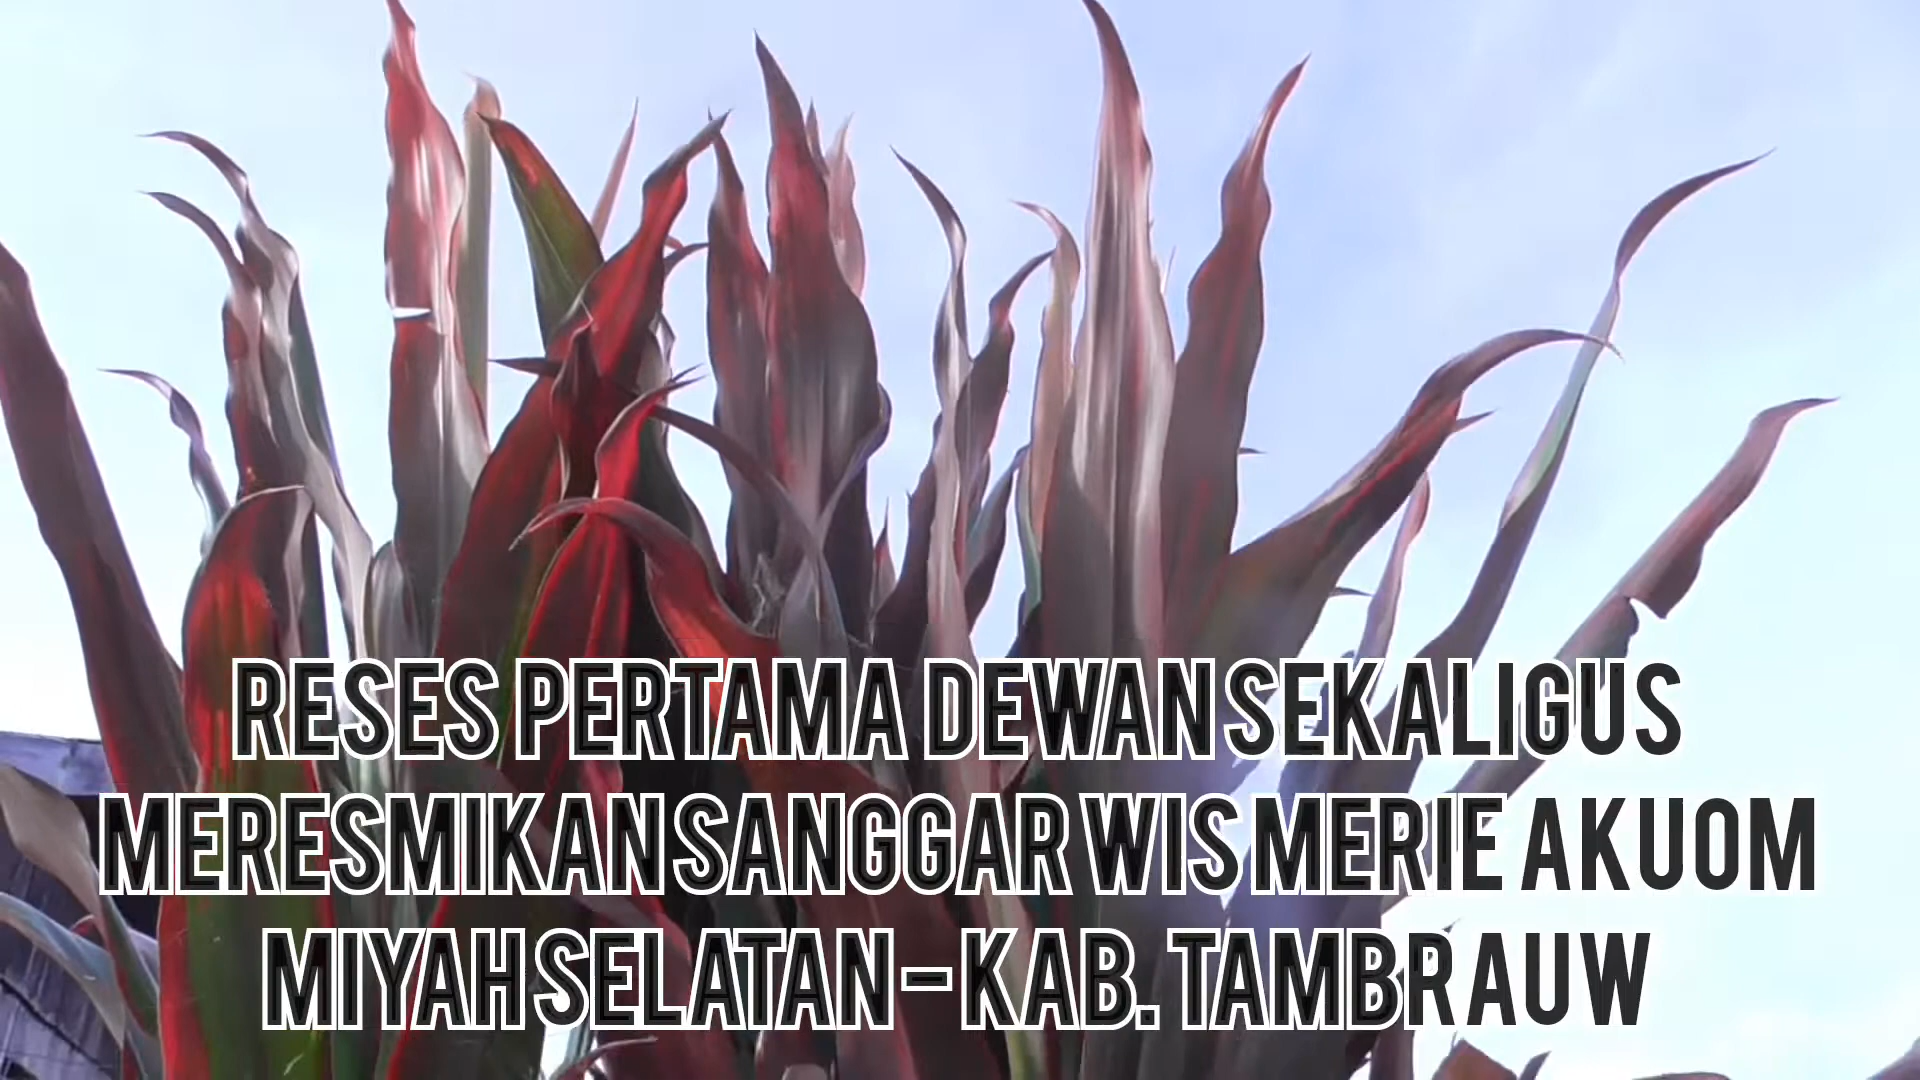 RESES PERTAMA DEWAN SEKALIGUS
MERESMIKAN SANGGAR WIS MERIE AKUOM
MIYAH SELATAN - KAB. TAMBRAUW